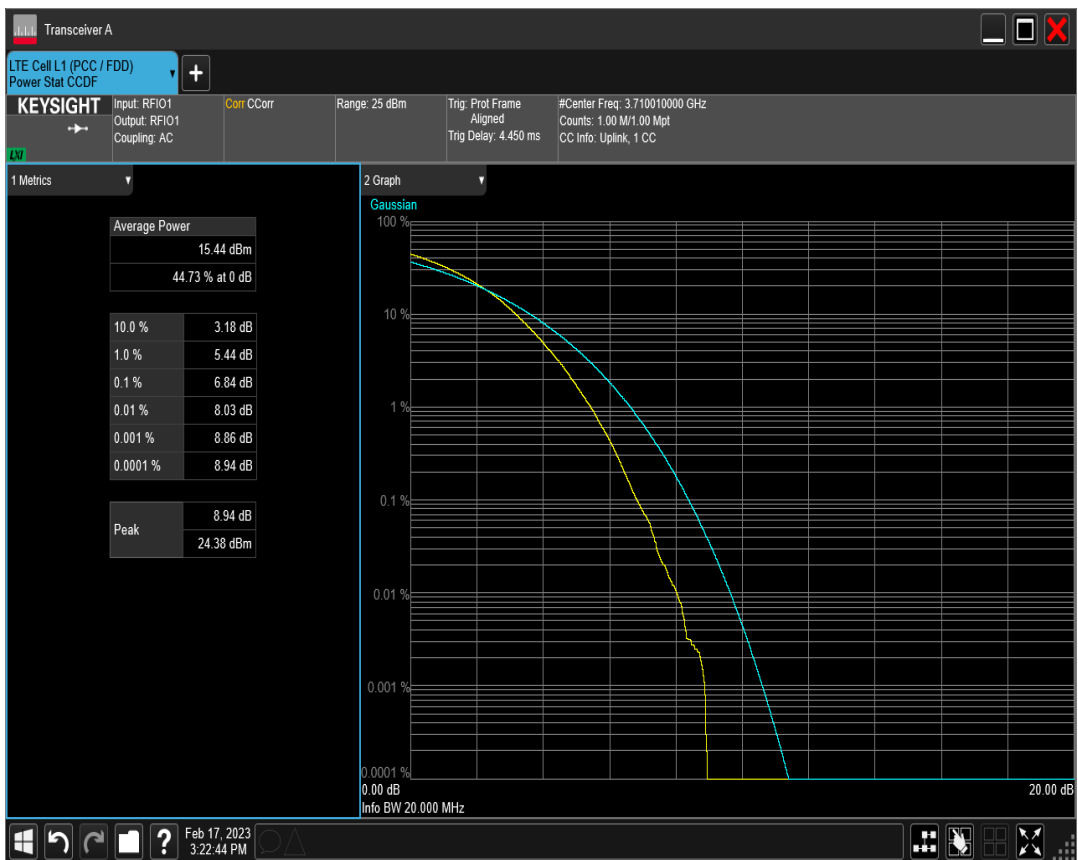 Transceiver A
LTE Cell L1 (PCC / FDD)
Power Stat CCDF
KEYSIGHT
LXI
Input: RFIO1
Output: RFIO1
Coupling: AC
Corr CCorr
Range: 25 dBm
Trig: Prot Frame
Aligned
Trig Delay: 4.450 ms
#Center Freq: 3.710010000 GHz
Counts: 1.00 M/1.00 Mpt
CC Info: Uplink, 1 CC
1 Metrics
Average Power
15.44 dBm
44.73 % at 0 dB
10.0 % 3.18 dB
1.0 % 5.44 dB
0.1 % 6.84 dB
0.01 % 8.03 dB
0.001 % 8.86 dB
0.0001 % 8.94 dB
Peak
8.94 dB
24.38 dBm
2 Graph
Gaussian
100 %
10 %
1 %
0.1 %
0.01 %
0.001 %
0.0001 %
0.00 dB 20.00 dB
Info BW 20.000 MHz
Feb 17, 2023
3:22:44 PM